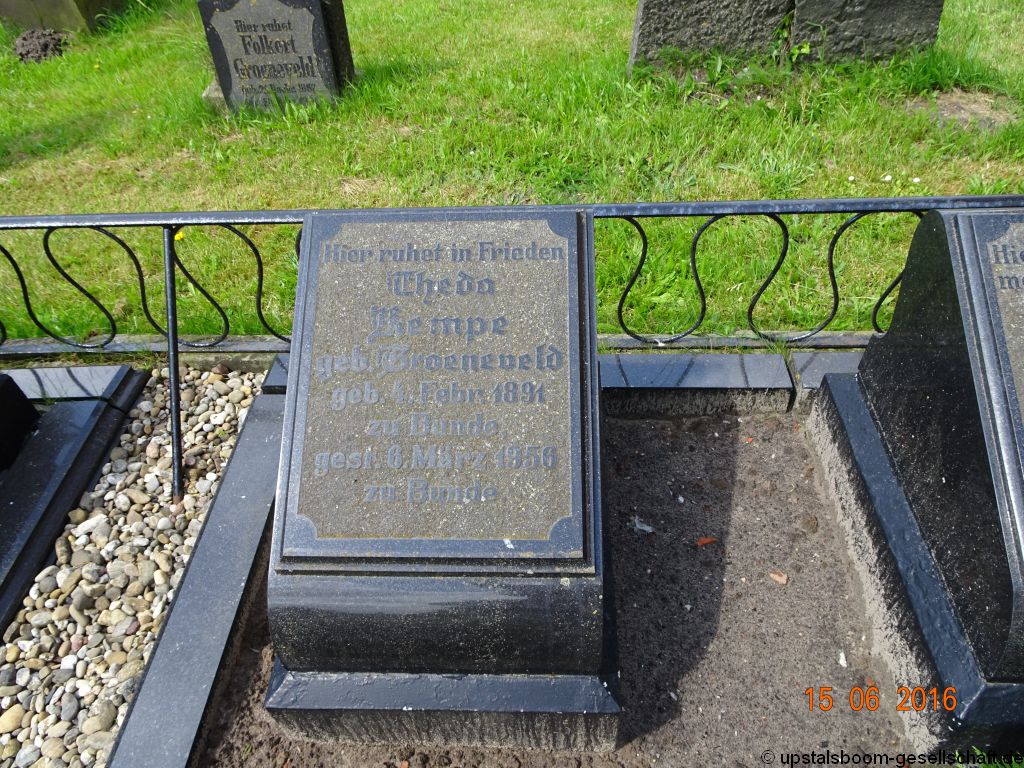 Hier ruhet
Folkert
Groeneveld
Hier ruhet in Frieden
Theda
Kempe
geb. Groeneveld
geb. 4. Febr. 1891
zu Bunde,
gest. 6. März 1956
zu Bunde.
15 06 2016
© upstalsboom-gesellschaft.de